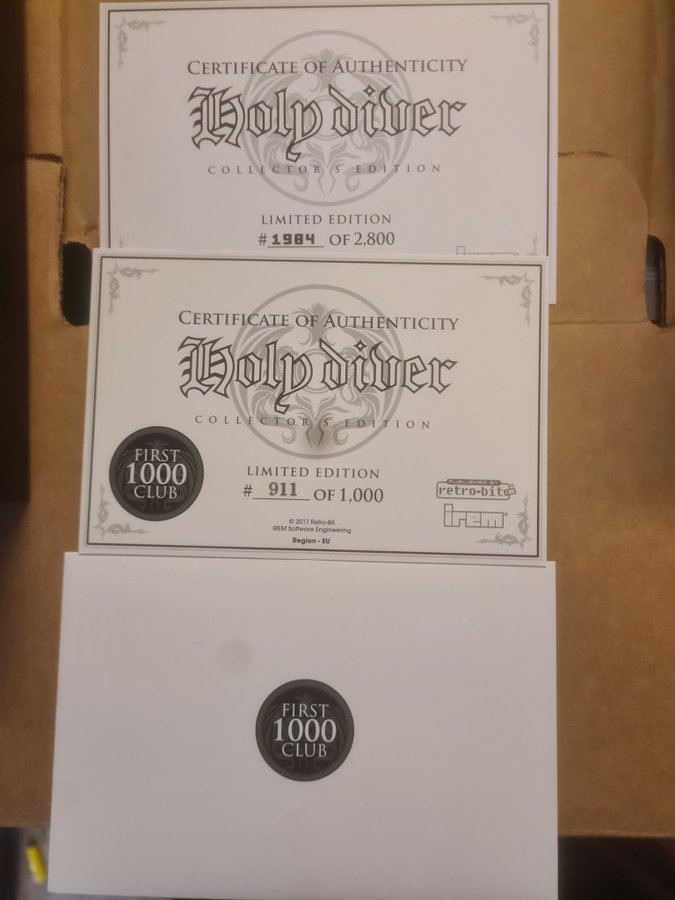 CERTIFICATE OF AUTHENTICITY
Holy diver
COLLECTOR'S EDITION
LIMITED EDITION
#1984 OF 2,800
CERTIFICATE OF AUTHENTICITY
Holy diver
COLLECTOR'S EDITION
FIRST
1000
CLUB
LIMITED EDITION
# 911 OF 1,000
© 2017 Retro-Bit
IREM Software Engineering
Region - EU
PUBLISHED BY
retro-bit
irem®
FIRST
1000
CLUB